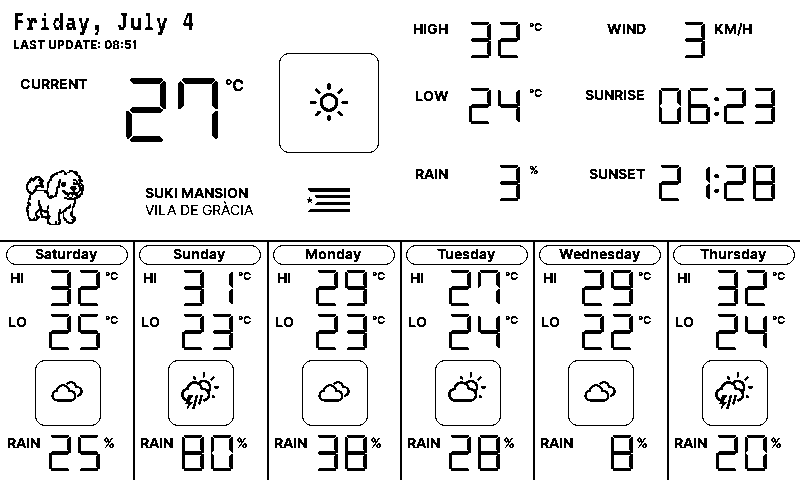 Friday, July 4
LAST UPDATE: 08:51
CURRENT 27 °C
HIGH 32 °C
WIND 3 KM/H
LOW 24 °C
SUNRISE 06:23
RAIN 3 %
SUNSET 21:28
SUKI MANSION
VILA DE GRÀCIA
Saturday
HI 32 °C
LO 25 °C
RAIN 25 %
Sunday
HI 31 °C
LO 23 °C
RAIN 80 %
Monday
HI 29 °C
LO 23 °C
RAIN 38 %
Tuesday
HI 27 °C
LO 24 °C
RAIN 28 %
Wednesday
HI 29 °C
LO 22 °C
RAIN 8 %
Thursday
HI 32 °C
LO 24 °C
RAIN 20 %